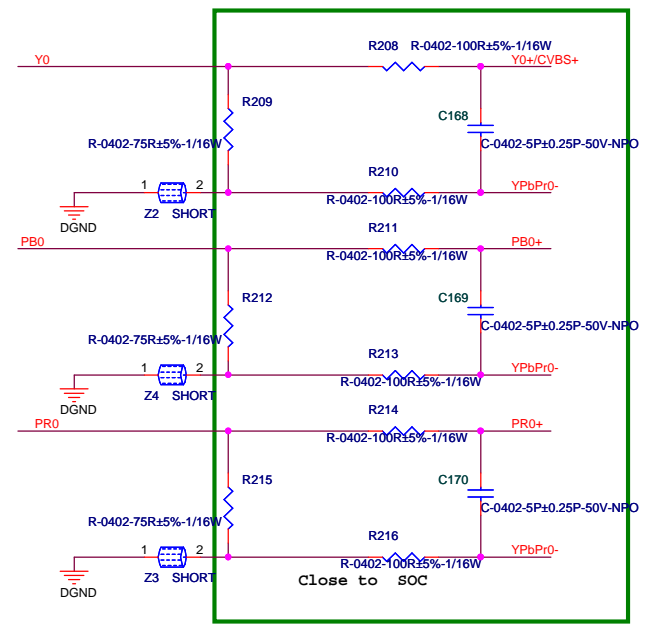 R208 R-0402-100R±5%-1/16W
Y0 Y0+/CVBS+
R209
C168
R-0402-75R±5%-1/16W C-0402-5P±0.25P-50V-NPO
R210
1 2 R-0402-100R±5%-1/16W YPbPr0-
Z2 SHORT
DGND
R211
PB0 R-0402-100R±5%-1/16W PB0+
R212 C169
R-0402-75R±5%-1/16W C-0402-5P±0.25P-50V-NPO
R213
1 2 R-0402-100R±5%-1/16W YPbPr0-
Z4 SHORT
DGND
R214
PR0 R-0402-100R±5%-1/16W PR0+
R215 C170
R-0402-75R±5%-1/16W C-0402-5P±0.25P-50V-NPO
R216
1 2 R-0402-100R±5%-1/16W YPbPr0-
Z3 SHORT Close to SOC
DGND